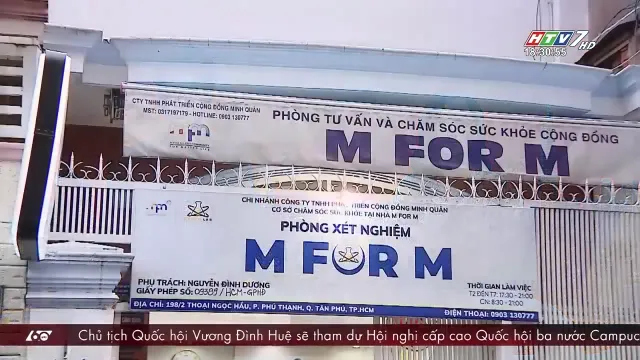 HTV7 HD
18:30:55
CTY TNHH PHÁT TRIỂN CỘNG ĐỒNG MINH QUÂN
MST: 0317197179 - HOTLINE: 0903 130777
PHÒNG TƯ VẤN VÀ CHĂM SÓC SỨC KHỎE CỘNG ĐỒNG
M FOR M
CHI NHÁNH CÔNG TY TNHH PHÁT TRIỂN CỘNG ĐỒNG MINH QUÂN
CƠ SỞ CHĂM SÓC SỨC KHỎE TẠI NHÀ M FOR M
PHÒNG XÉT NGHIỆM
M FOR M
PHỤ TRÁCH: NGUYỄN ĐÌNH DƯƠNG
GIẤY PHÉP SỐ: 09389/HCM-GPHĐ
THỜI GIAN LÀM VIỆC
T2 ĐẾN T7: 17:30 - 21:00
CN: 8:30 - 21:00
ĐỊA CHỈ: 198/2 THOẠI NGỌC HẦU, P. PHÚ THẠNH, Q. TÂN PHÚ, TP.HCM
ĐIỆN THOẠI: 0903 130777
Chủ tịch Quốc hội Vương Đình Huệ sẽ tham dự Hội nghị cấp cao Quốc hội ba nước Campuc